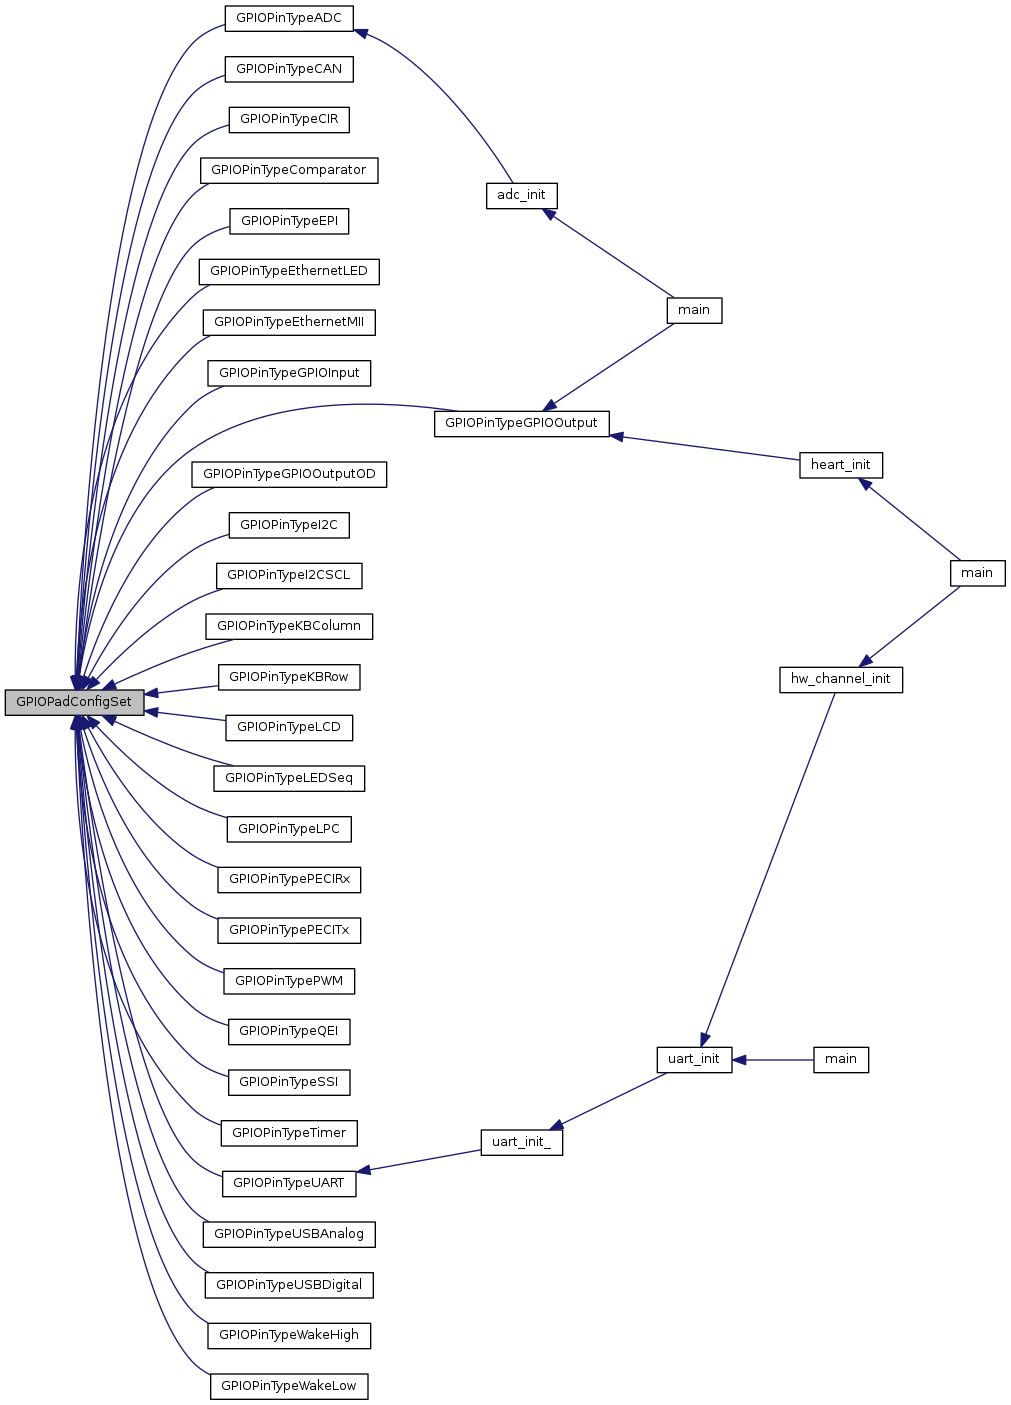 GPIOPinTypeADC
GPIOPinTypeCAN
GPIOPinTypeCIR
GPIOPinTypeComparator
adc_init
GPIOPinTypeEPI
GPIOPinTypeEthernetLED
main
GPIOPinTypeEthernetMII
GPIOPinTypeGPIOInput
GPIOPinTypeGPIOOutput
heart_init
GPIOPinTypeGPIOOutputOD
GPIOPinTypeI2C
main
GPIOPinTypeI2CSCL
GPIOPinTypeKBColumn
GPIOPinTypeKBRow
hw_channel_init
GPIOPadConfigSet
GPIOPinTypeLCD
GPIOPinTypeLEDSeq
GPIOPinTypeLPC
GPIOPinTypePECIRx
GPIOPinTypePECITx
GPIOPinTypePWM
GPIOPinTypeQEI
uart_init
main
GPIOPinTypeSSI
GPIOPinTypeTimer
uart_init_
GPIOPinTypeUART
GPIOPinTypeUSBAnalog
GPIOPinTypeUSBDigital
GPIOPinTypeWakeHigh
GPIOPinTypeWakeLow